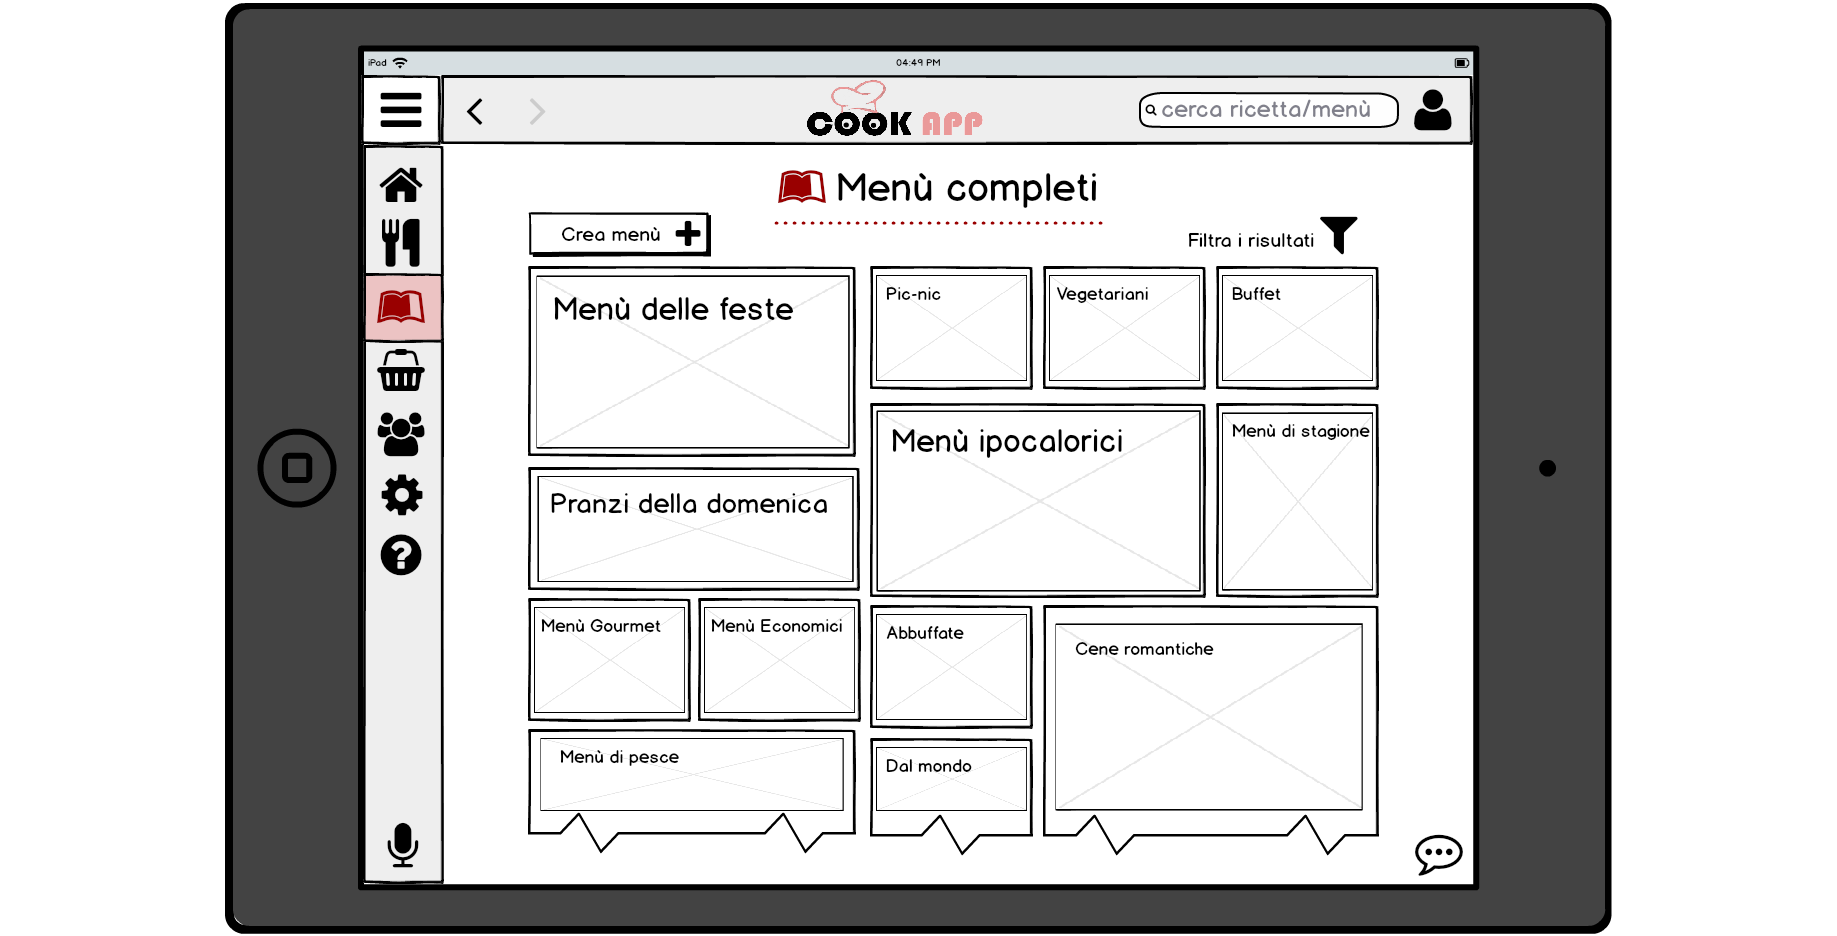 iPad
04:49 PM
COOK APP
cerca ricetta/menù
Menù completi
Crea menù
Filtra i risultati
Menù delle feste
Pic-nic
Vegetariani
Buffet
Menù ipocalorici
Menù di stagione
Pranzi della domenica
Menù Gourmet
Menù Economici
Abbuffate
Cene romantiche
Menù di pesce
Dal mondo